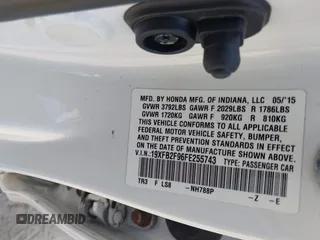 MFD. BY HONDA MFG. OF INDIANA, LLC 05/'15
GVWR 3792LBS GAWR F 2029LBS R 1786LBS
GVWR 1720KG GAWR F 920KG R 810KG
THIS VEHICLE CONFORMS TO ALL APPLICABLE
FEDERAL MOTOR VEHICLE SAFETY, BUMPER,
AND THEFT PREVENTION STANDARDS IN EFFECT ON
THE DATE OF MANUFACTURE SHOWN ABOVE.
V.I.N.: 19XFB2F96FE255743 TYPE: PASSENGER CAR
TR3 F LS8 -NH788P -Z -E
DAMAGEBID